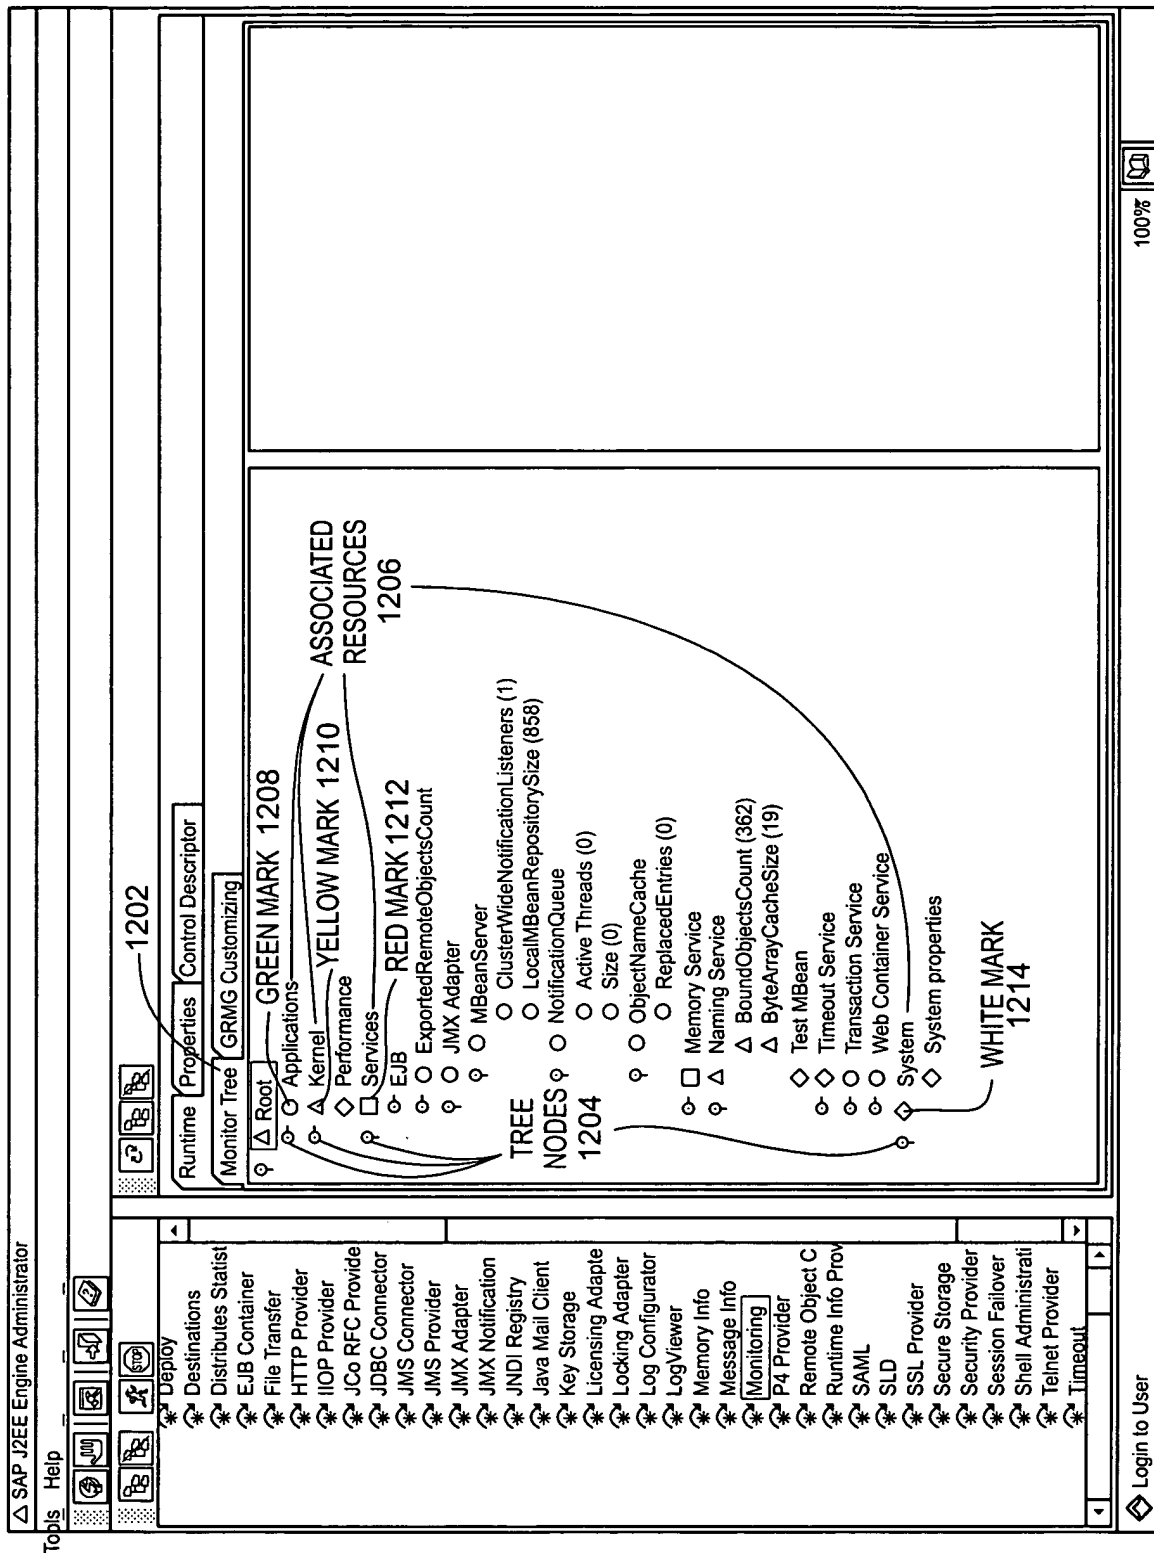 SAP J2EE Engine Administrator
Tools Help
STOP
Deploy
Destinations
Distributes Statist
EJB Container
File Transfer
HTTP Provider
IIOP Provider
JCo RFC Provide
JDBC Connector
JMS Connector
JMS Provider
JMX Adapter
JMX Notification
JNDI Registry
Java Mail Client
Key Storage
Licensing Adapte
Locking Adapter
Log Configurator
LogViewer
Memory Info
Message Info
Monitoring
P4 Provider
Remote Object C
Runtime Info Prov
SAML
SLD
SSL Provider
Secure Storage
Security Provider
Session Failover
Shell Administrati
Telnet Provider
Timeout
Runtime Properties Control Descriptor
1202
Monitor Tree GRMG Customizing
Root
GREEN MARK 1208
Applications
Kernel
YELLOW MARK 1210
Performance
Services
RED MARK 1212
ASSOCIATED
RESOURCES
1206
EJB
ExportedRemoteObjectsCount
JMX Adapter
MBeanServer
ClusterWideNotificationListeners (1)
LocalMBeanRepositorySize (858)
NotificationQueue
Active Threads (0)
Size (0)
ObjectNameCache
ReplacedEntries (0)
TREE
NODES
1204
Memory Service
Naming Service
BoundObjectsCount (362)
ByteArrayCacheSize (19)
Test MBean
Timeout Service
Transaction Service
Web Container Service
System
System properties
WHITE MARK
1214
Login to User
100%